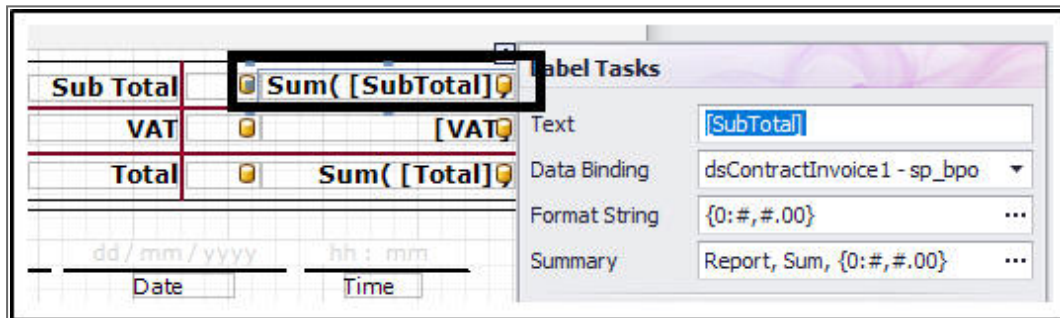 Sub Total Sum( [SubTotal]
VAT [VAT]
Total Sum( [Total]
dd / mm / yyyy hh : mm
Date Time
Label Tasks
Text [SubTotal]
Data Binding dsContractInvoice1 - sp_bpo
Format String {0:#,#.00} ...
Summary Report, Sum, {0:#,#.00} ...